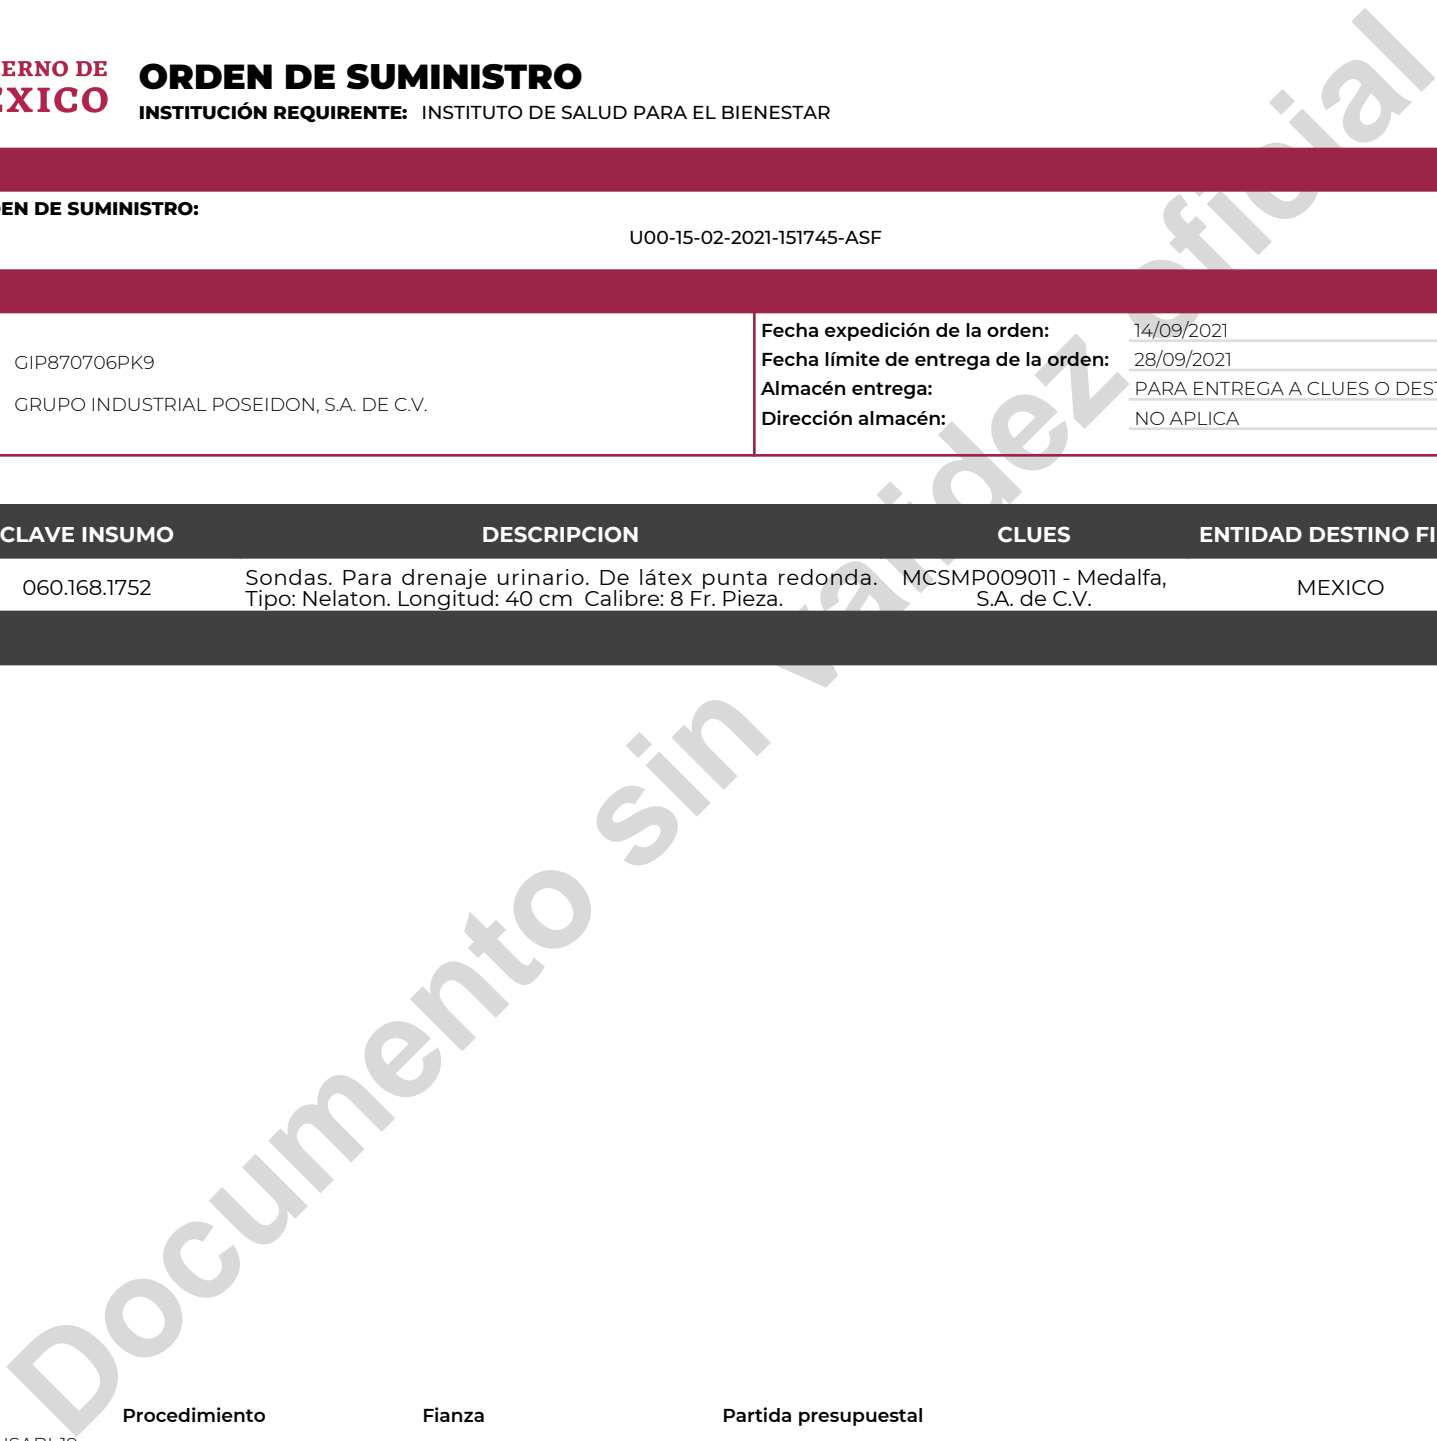 ERNO DE
EXICO
ORDEN DE SUMINISTRO
INSTITUCIÓN REQUIRENTE: INSTITUTO DE SALUD PARA EL BIENESTAR
EN DE SUMINISTRO:
U00-15-02-2021-151745-ASF
GIP870706PK9
GRUPO INDUSTRIAL POSEIDON, S.A. DE C.V.
Fecha expedición de la orden: 14/09/2021
Fecha límite de entrega de la orden: 28/09/2021
Almacén entrega: PARA ENTREGA A CLUES O DEST
Dirección almacén: NO APLICA
CLAVE INSUMO DESCRIPCION CLUES ENTIDAD DESTINO FI
060.168.1752
Sondas. Para drenaje urinario. De látex punta redonda.
Tipo: Nelaton. Longitud: 40 cm Calibre: 8 Fr. Pieza.
MCSMP009011 - Medalfa,
S.A. de C.V.
MEXICO
Documento sin validez oficial
Procedimiento Fianza Partida presupuestal